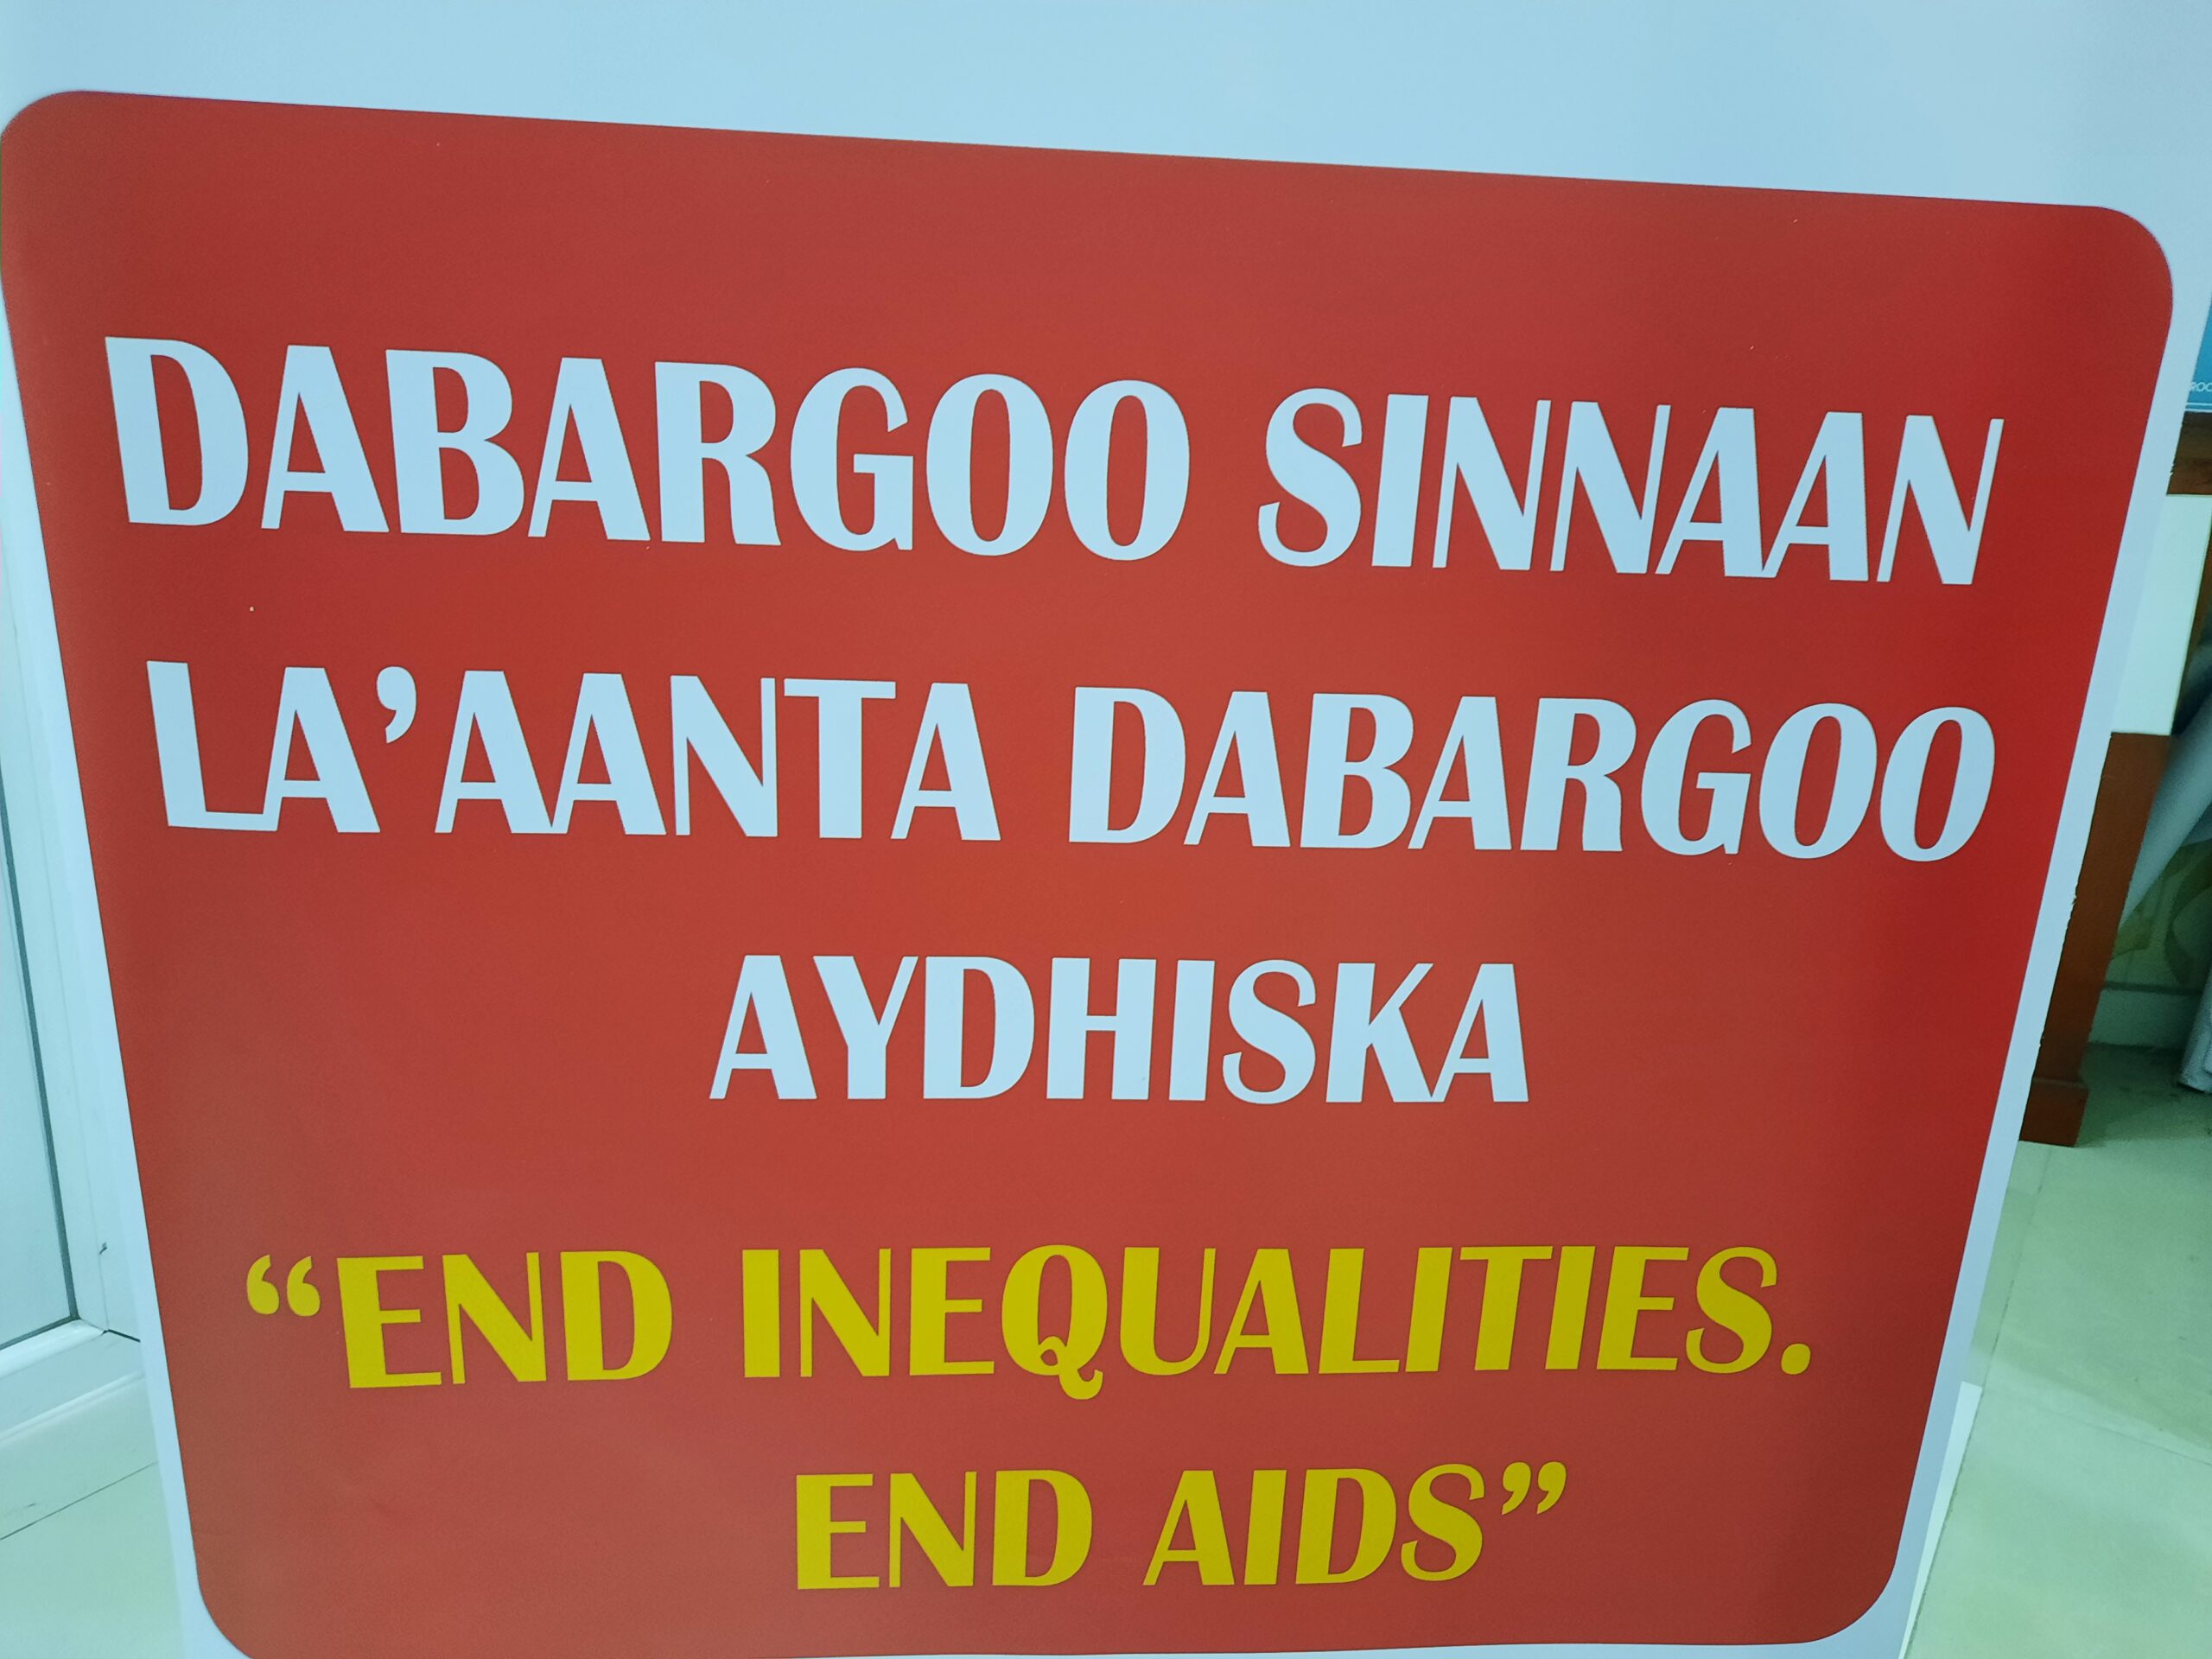 DABARGOO SINNAAN
LA’AANTA DABARGOO
AYDHISKA
“END INEQUALITIES.
END AIDS”